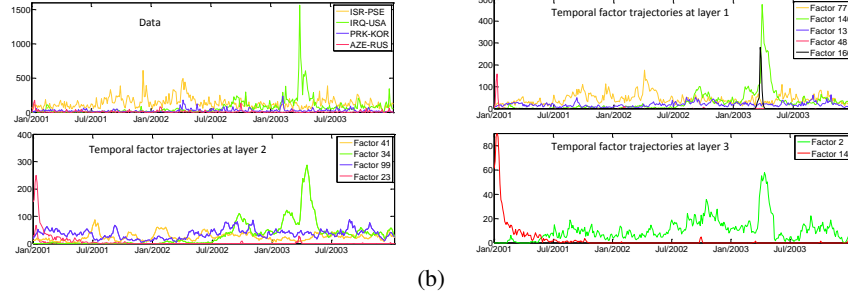 Data
ISR-PSE
IRQ-USA
PRK-KOR
AZE-RUS
1500
1000
500
0
Jan/2001 Jul/2001 Jan/2002 Jul/2002 Jan/2003 Jul/2003
Temporal factor trajectories at layer 1
Factor 77
Factor 140
Factor 13
Factor 48
Factor 16
500
400
300
200
100
0
Jan/2001 Jul/2001 Jan/2002 Jul/2002 Jan/2003 Jul/2003
Temporal factor trajectories at layer 2
Factor 41
Factor 34
Factor 99
Factor 23
400
300
200
100
0
Jan/2001 Jul/2001 Jan/2002 Jul/2002 Jan/2003 Jul/2003
Temporal factor trajectories at layer 3
Factor 2
Factor 14
80
60
40
20
0
Jan/2001 Jul/2001 Jan/2002 Jul/2002 Jan/2003 Jul/2003
(b)